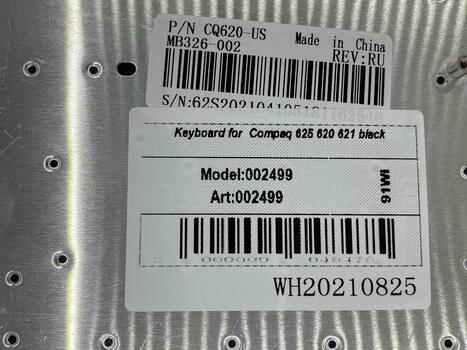 P/N CQ620-US
MB326-002
Made in China
REV:RU
Keyboard for Compaq 625 620 621 black
Model:002499
Art:002499
91WI
WH20210825